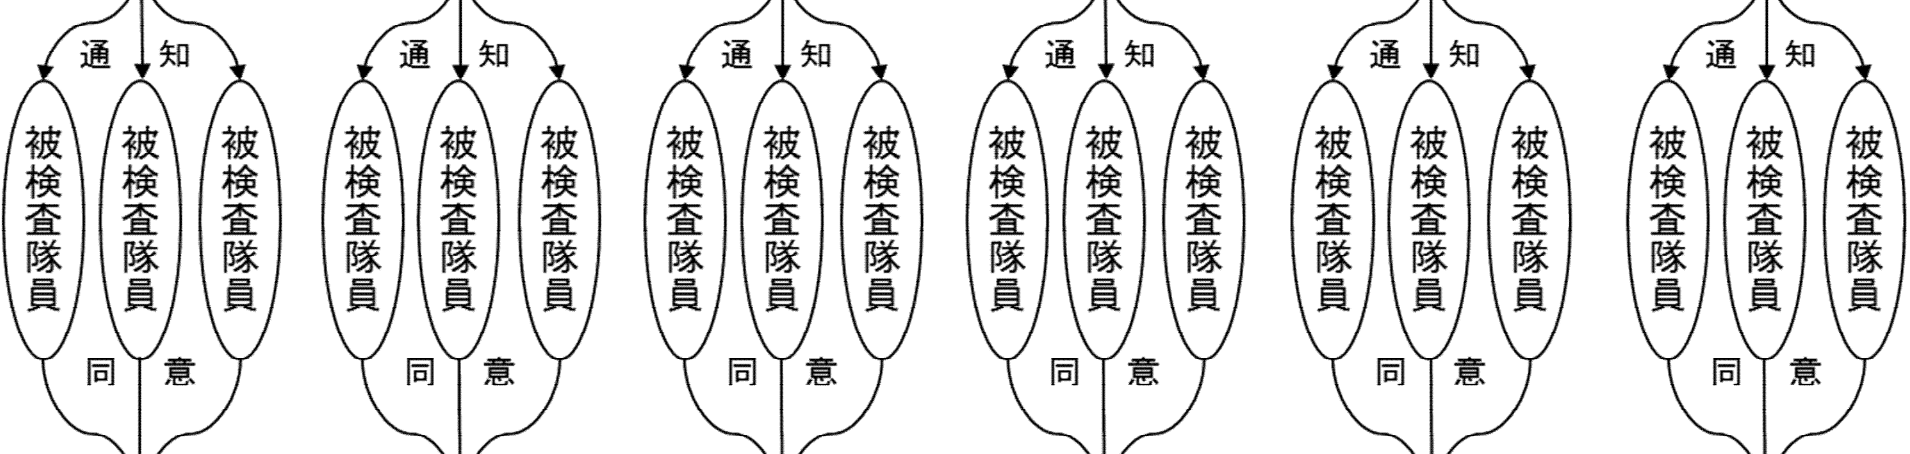 通 知 通 知 通 知 通 知 通 知 通 知
被検査隊員 被検査隊員 被検査隊員 被検査隊員 被検査隊員 被検査隊員 被検査隊員 被検査隊員 被検査隊員 被検査隊員 被検査隊員 被検査隊員 被検査隊員 被検査隊員 被検査隊員 被検査隊員 被検査隊員 被検査隊員
同 意 同 意 同 意 同 意 同 意 同 意